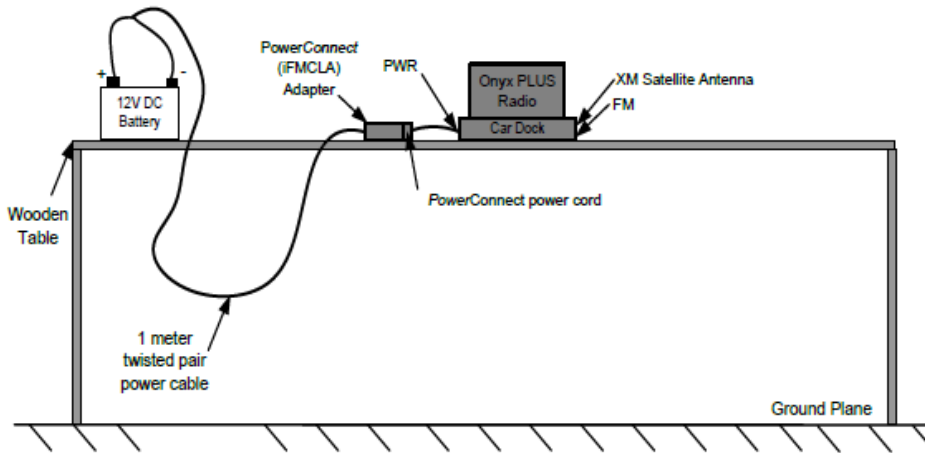 PowerConnect
(iFMCLA)
Adapter
PWR
Onyx PLUS
Radio
XM Satellite Antenna
FM
Car Dock
+
-
12V DC
Battery
PowerConnect power cord
Wooden
Table
1 meter
twisted pair
power cable
Ground Plane